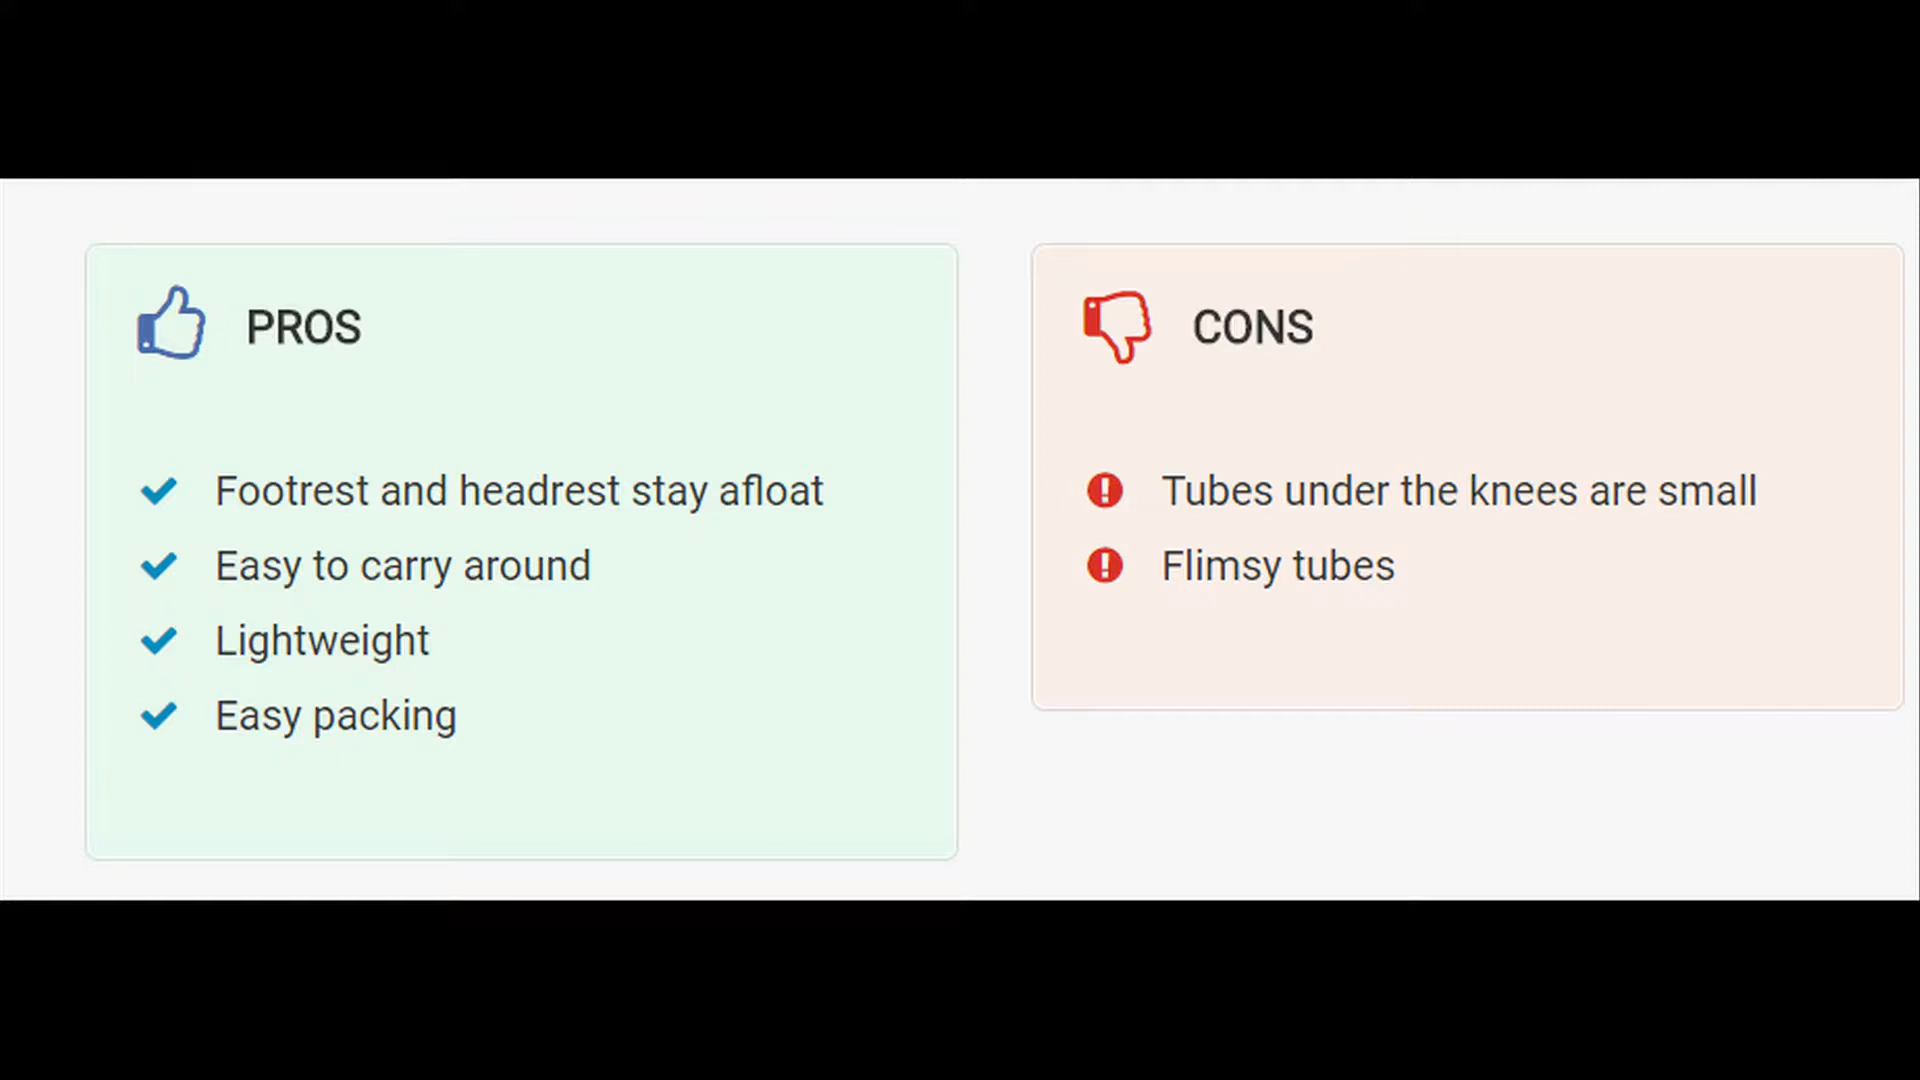 PROS
Footrest and headrest stay afloat
Easy to carry around
Lightweight
Easy packing
CONS
Tubes under the knees are small
Flimsy tubes